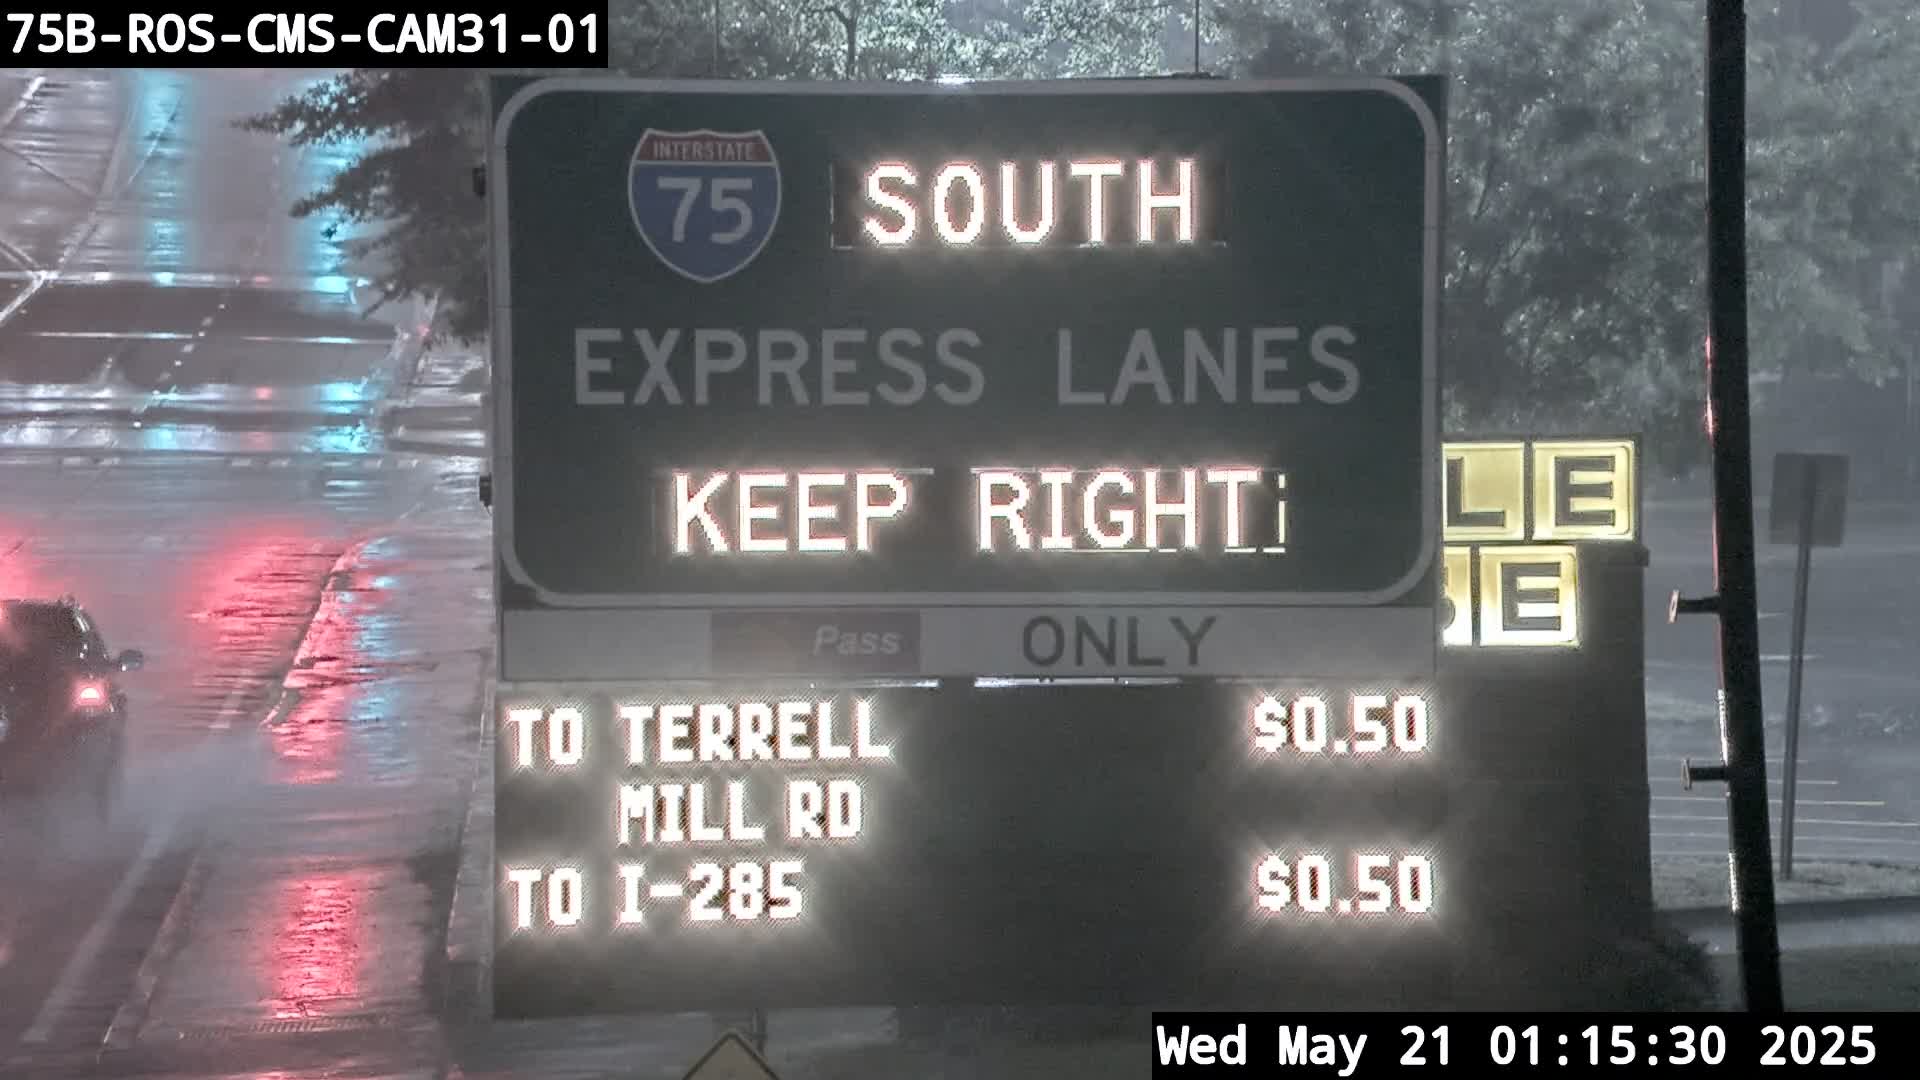 75B-ROS-CMS-CAM31-01
INTERSTATE
75
SOUTH
EXPRESS LANES
KEEP RIGHT
Pass ONLY
LE
E
TO TERRELL $0.50
MILL RD
TO I-285 $0.50
Wed May 21 01:15:30 2025